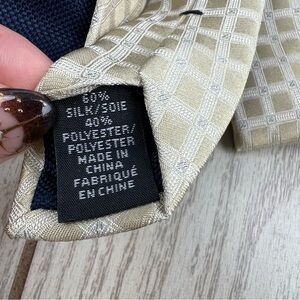 60%
SILK/SOIE
40%
POLYESTER/
POLYESTER
MADE IN
CHINA
FABRIQUÉ
EN CHINE